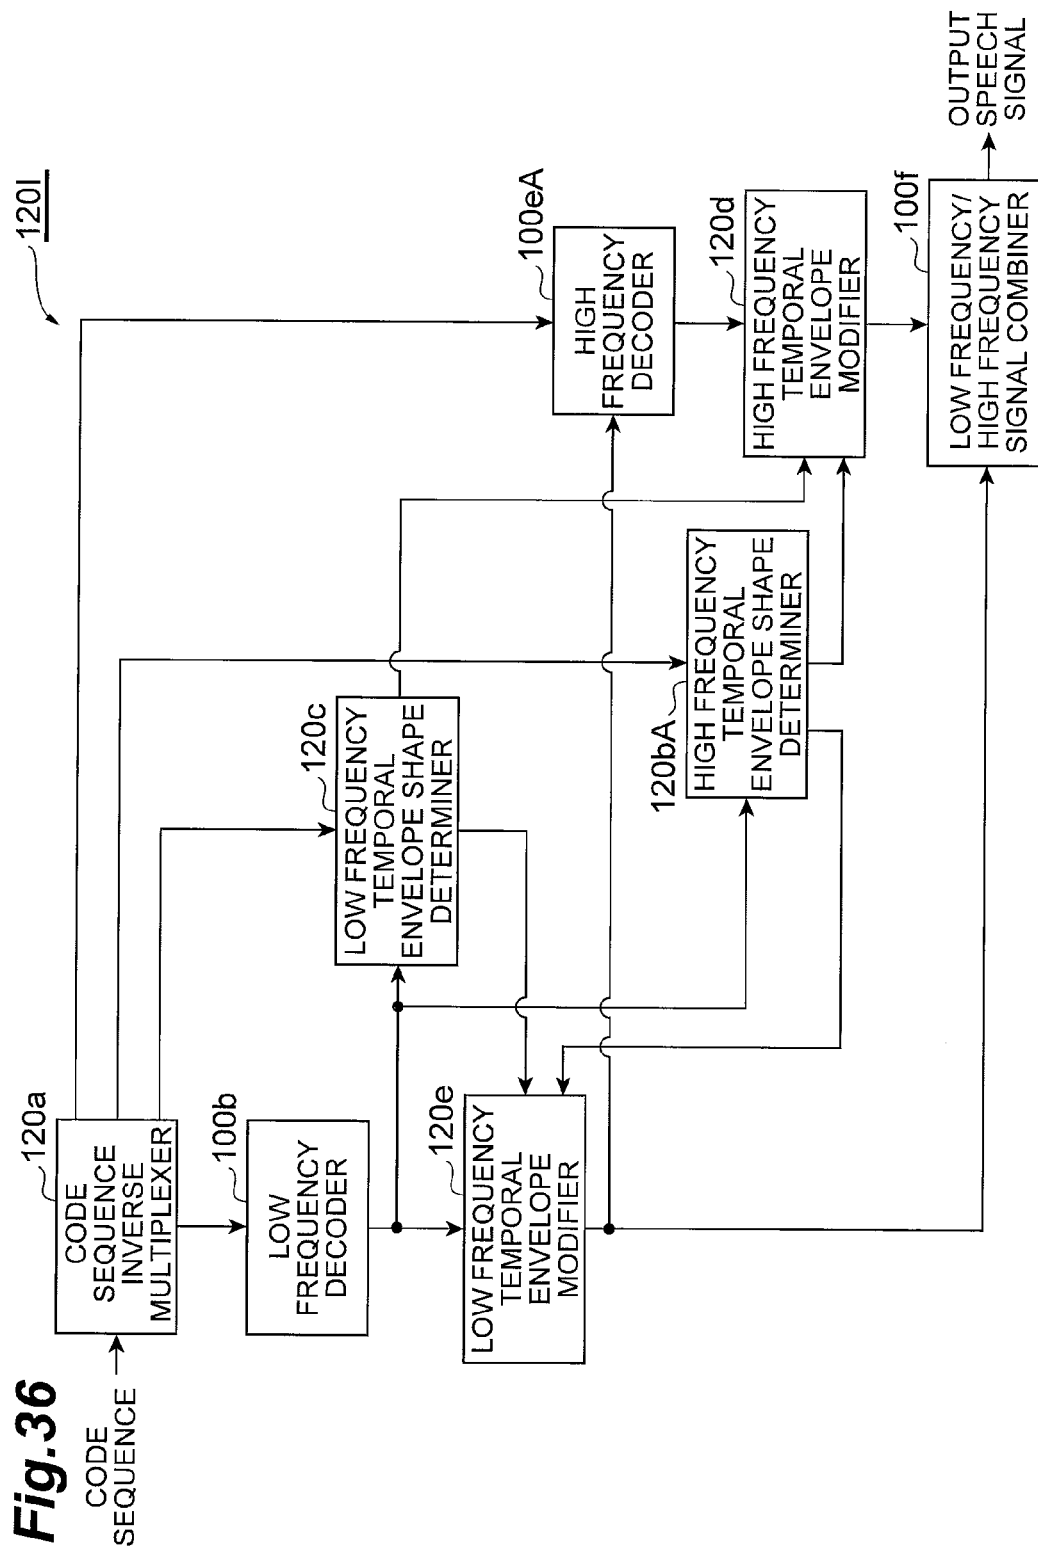 Fig.36
120I
CODE
SEQUENCE
120a
CODE
SEQUENCE
INVERSE
MULTIPLEXER
100b
LOW
FREQUENCY
DECODER
120c
LOW FREQUENCY
TEMPORAL
ENVELOPE SHAPE
DETERMINER
120e
LOW FREQUENCY
TEMPORAL
ENVELOPE
MODIFIER
120bA
HIGH FREQUENCY
TEMPORAL
ENVELOPE SHAPE
DETERMINER
100eA
HIGH
FREQUENCY
DECODER
120d
HIGH FREQUENCY
TEMPORAL
ENVELOPE
MODIFIER
100f
LOW FREQUENCY/
HIGH FREQUENCY
SIGNAL COMBINER
OUTPUT
SPEECH
SIGNAL